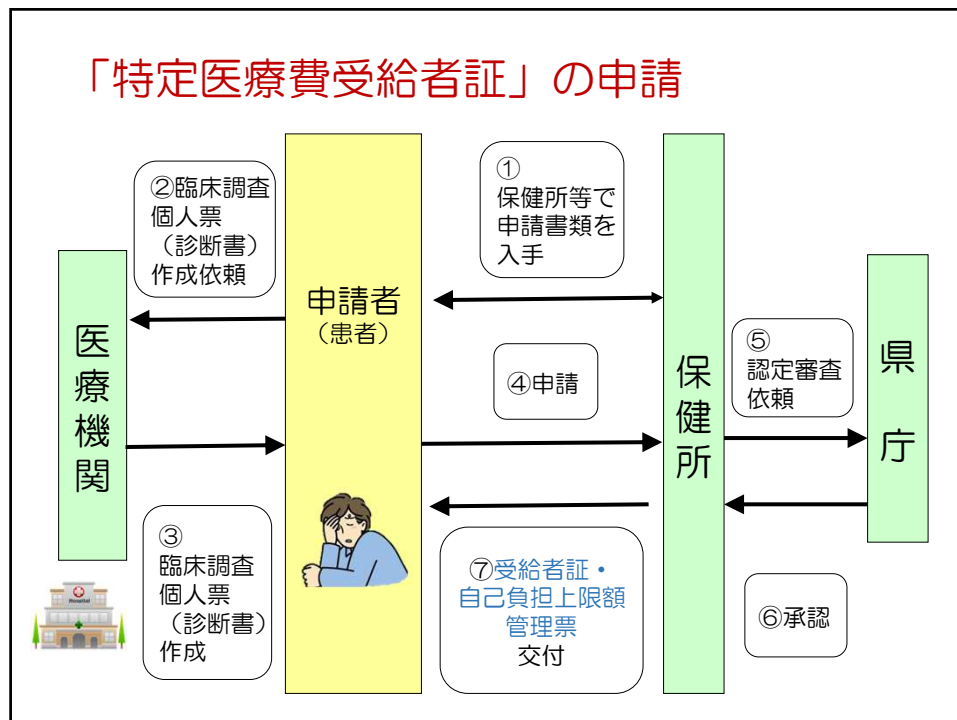 「特定医療費受給者証」の申請
①
保健所等で
申請書類を
入手
②臨床調査
個人票
（診断書）
作成依頼
申請者
（患者）
医療機関
保健所
県庁
④申請
⑤
認定審査
依頼
③
臨床調査
個人票
（診断書）
作成
Hospital
⑦受給者証・
自己負担上限額
管理票
交付
⑥承認